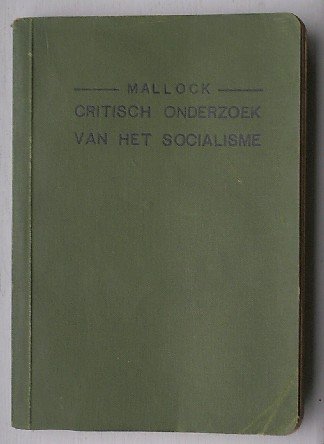 MALLOCK
CRITISCH ONDERZOEK
VAN HET SOCIALISME